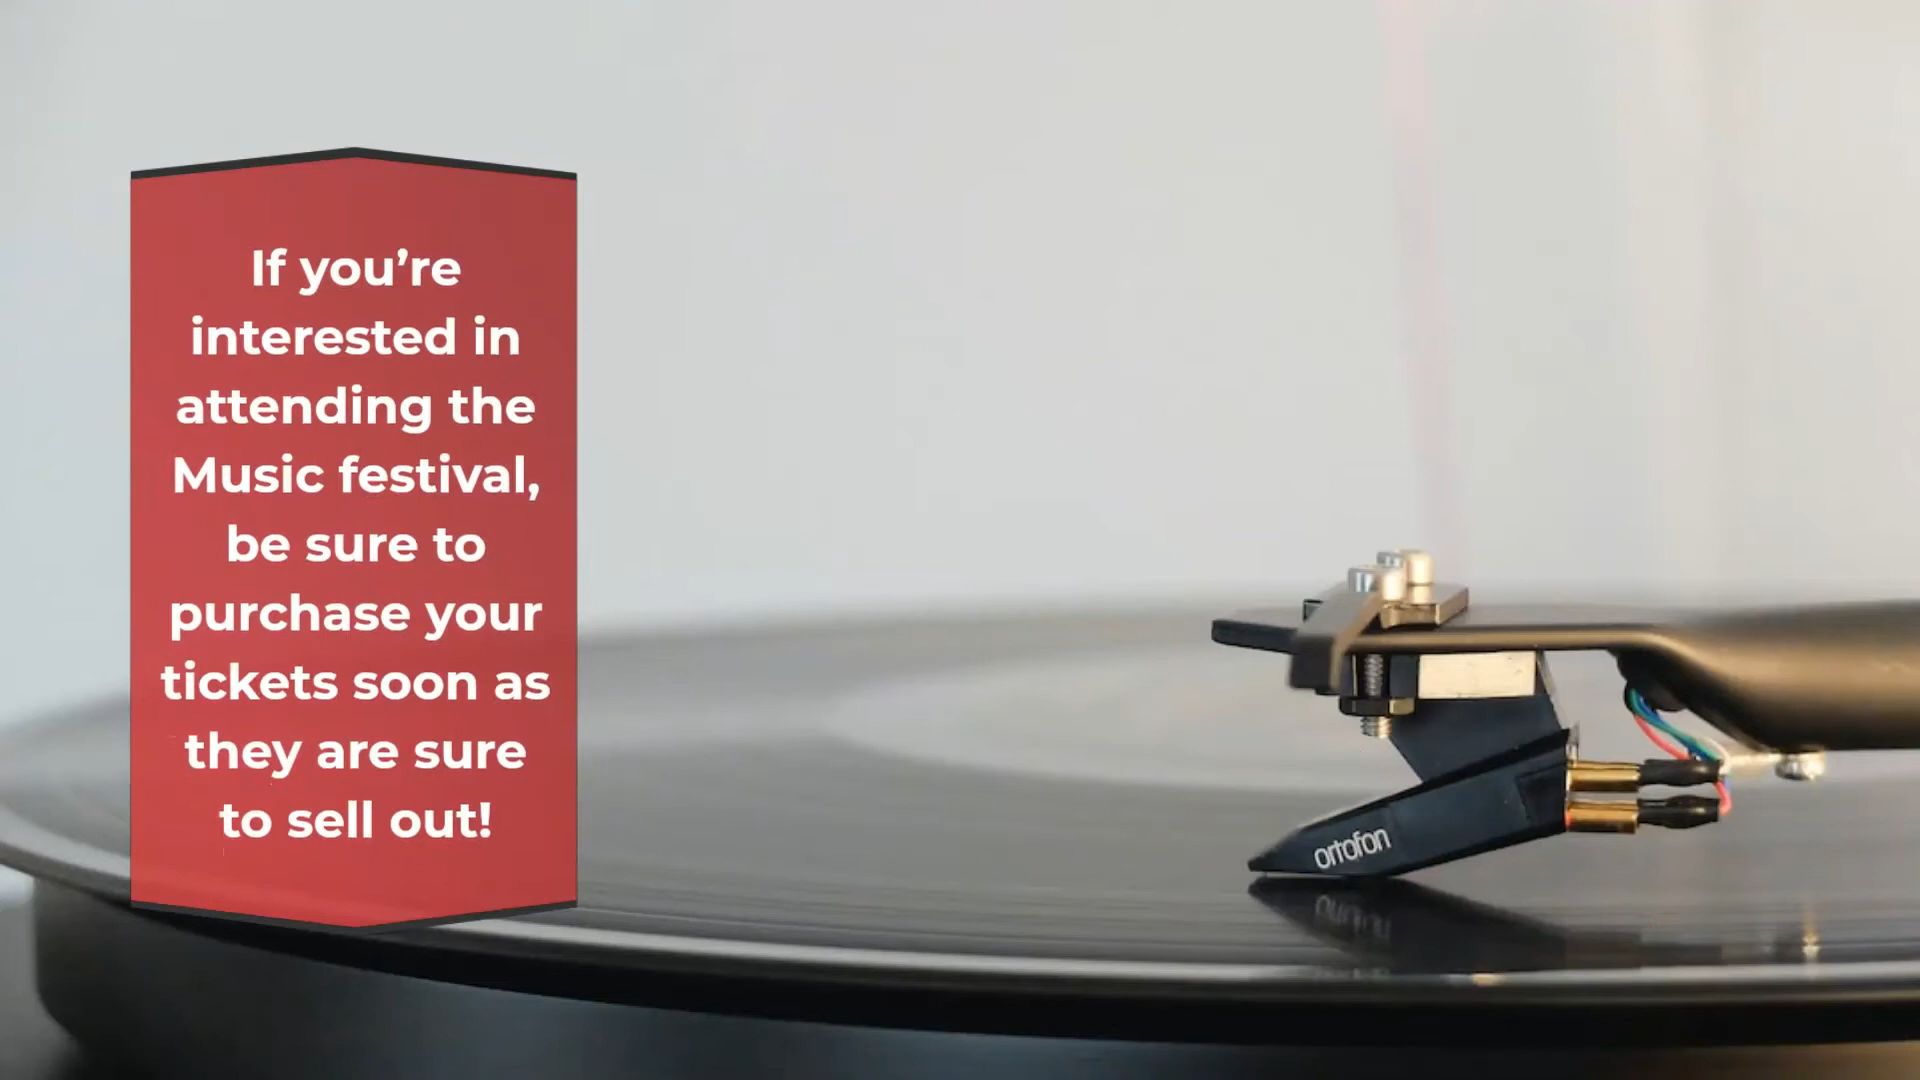 If you’re
interested in
attending the
Music festival,
be sure to
purchase your
tickets soon as
they are sure
to sell out!
ortofon